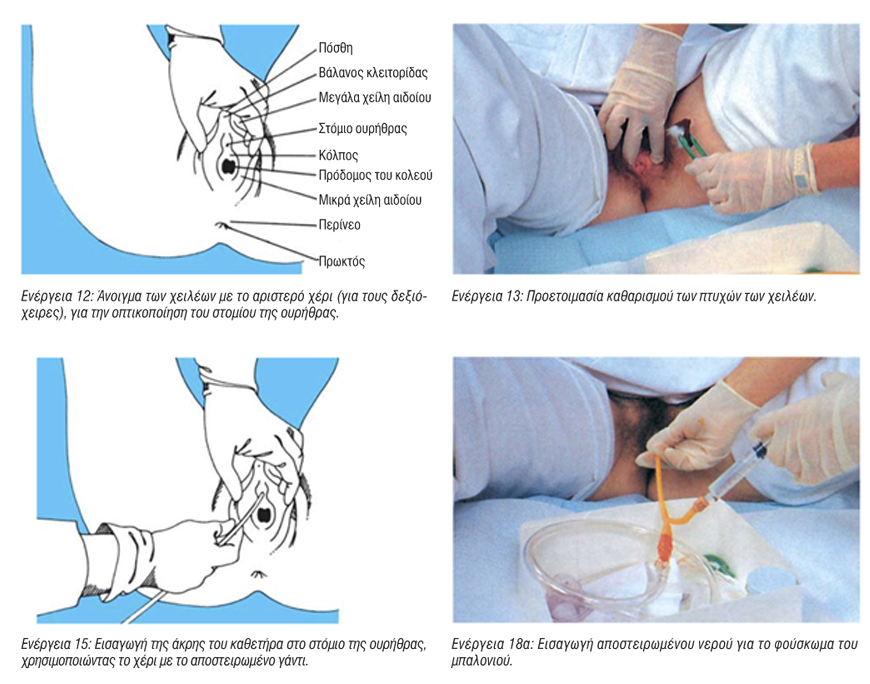 Πόσθη
Βάλανος κλειτορίδας
Μεγάλα χείλη αιδοίου
Στόμιο ουρήθρας
Κόλπος
Πρόδομος του κολεού
Μικρά χείλη αιδοίου
Περίνεο
Πρωκτός
Ενέργεια 12: Άνοιγμα των χειλέων με το αριστερό χέρι (για τους δεξιό-
χειρες), για την οπτικοποίηση του στομίου της ουρήθρας.
Ενέργεια 13: Προετοιμασία καθαρισμού των πτυχών των χειλέων.
Ενέργεια 15: Εισαγωγή της άκρης του καθετήρα στο στόμιο της ουρήθρας,
χρησιμοποιώντας το χέρι με το αποστειρωμένο γάντι.
Ενέργεια 18α: Εισαγωγή αποστειρωμένου νερού για το φούσκωμα του
μπαλονιού.